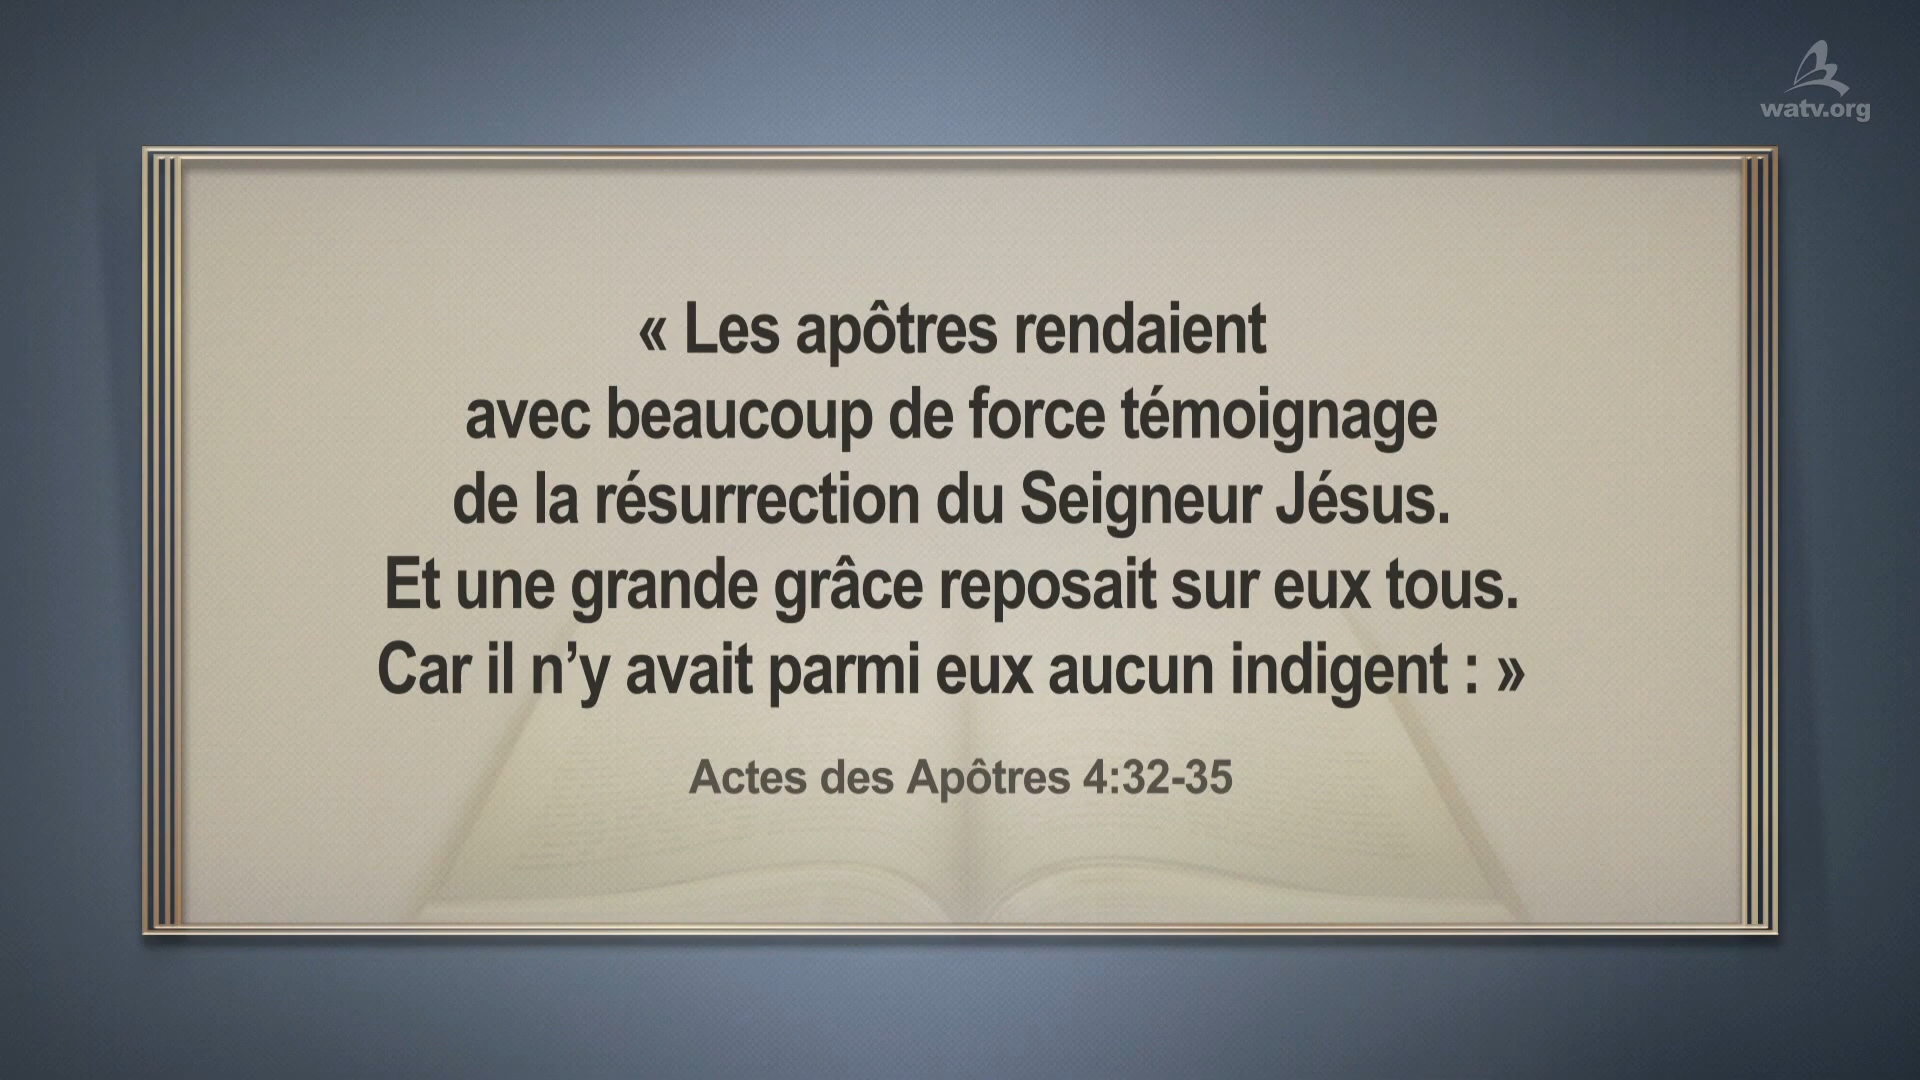 watv.org
« Les apôtres rendaient
avec beaucoup de force témoignage
de la résurrection du Seigneur Jésus.
Et une grande grâce reposait sur eux tous.
Car il n’y avait parmi eux aucun indigent : »
Actes des Apôtres 4:32-35